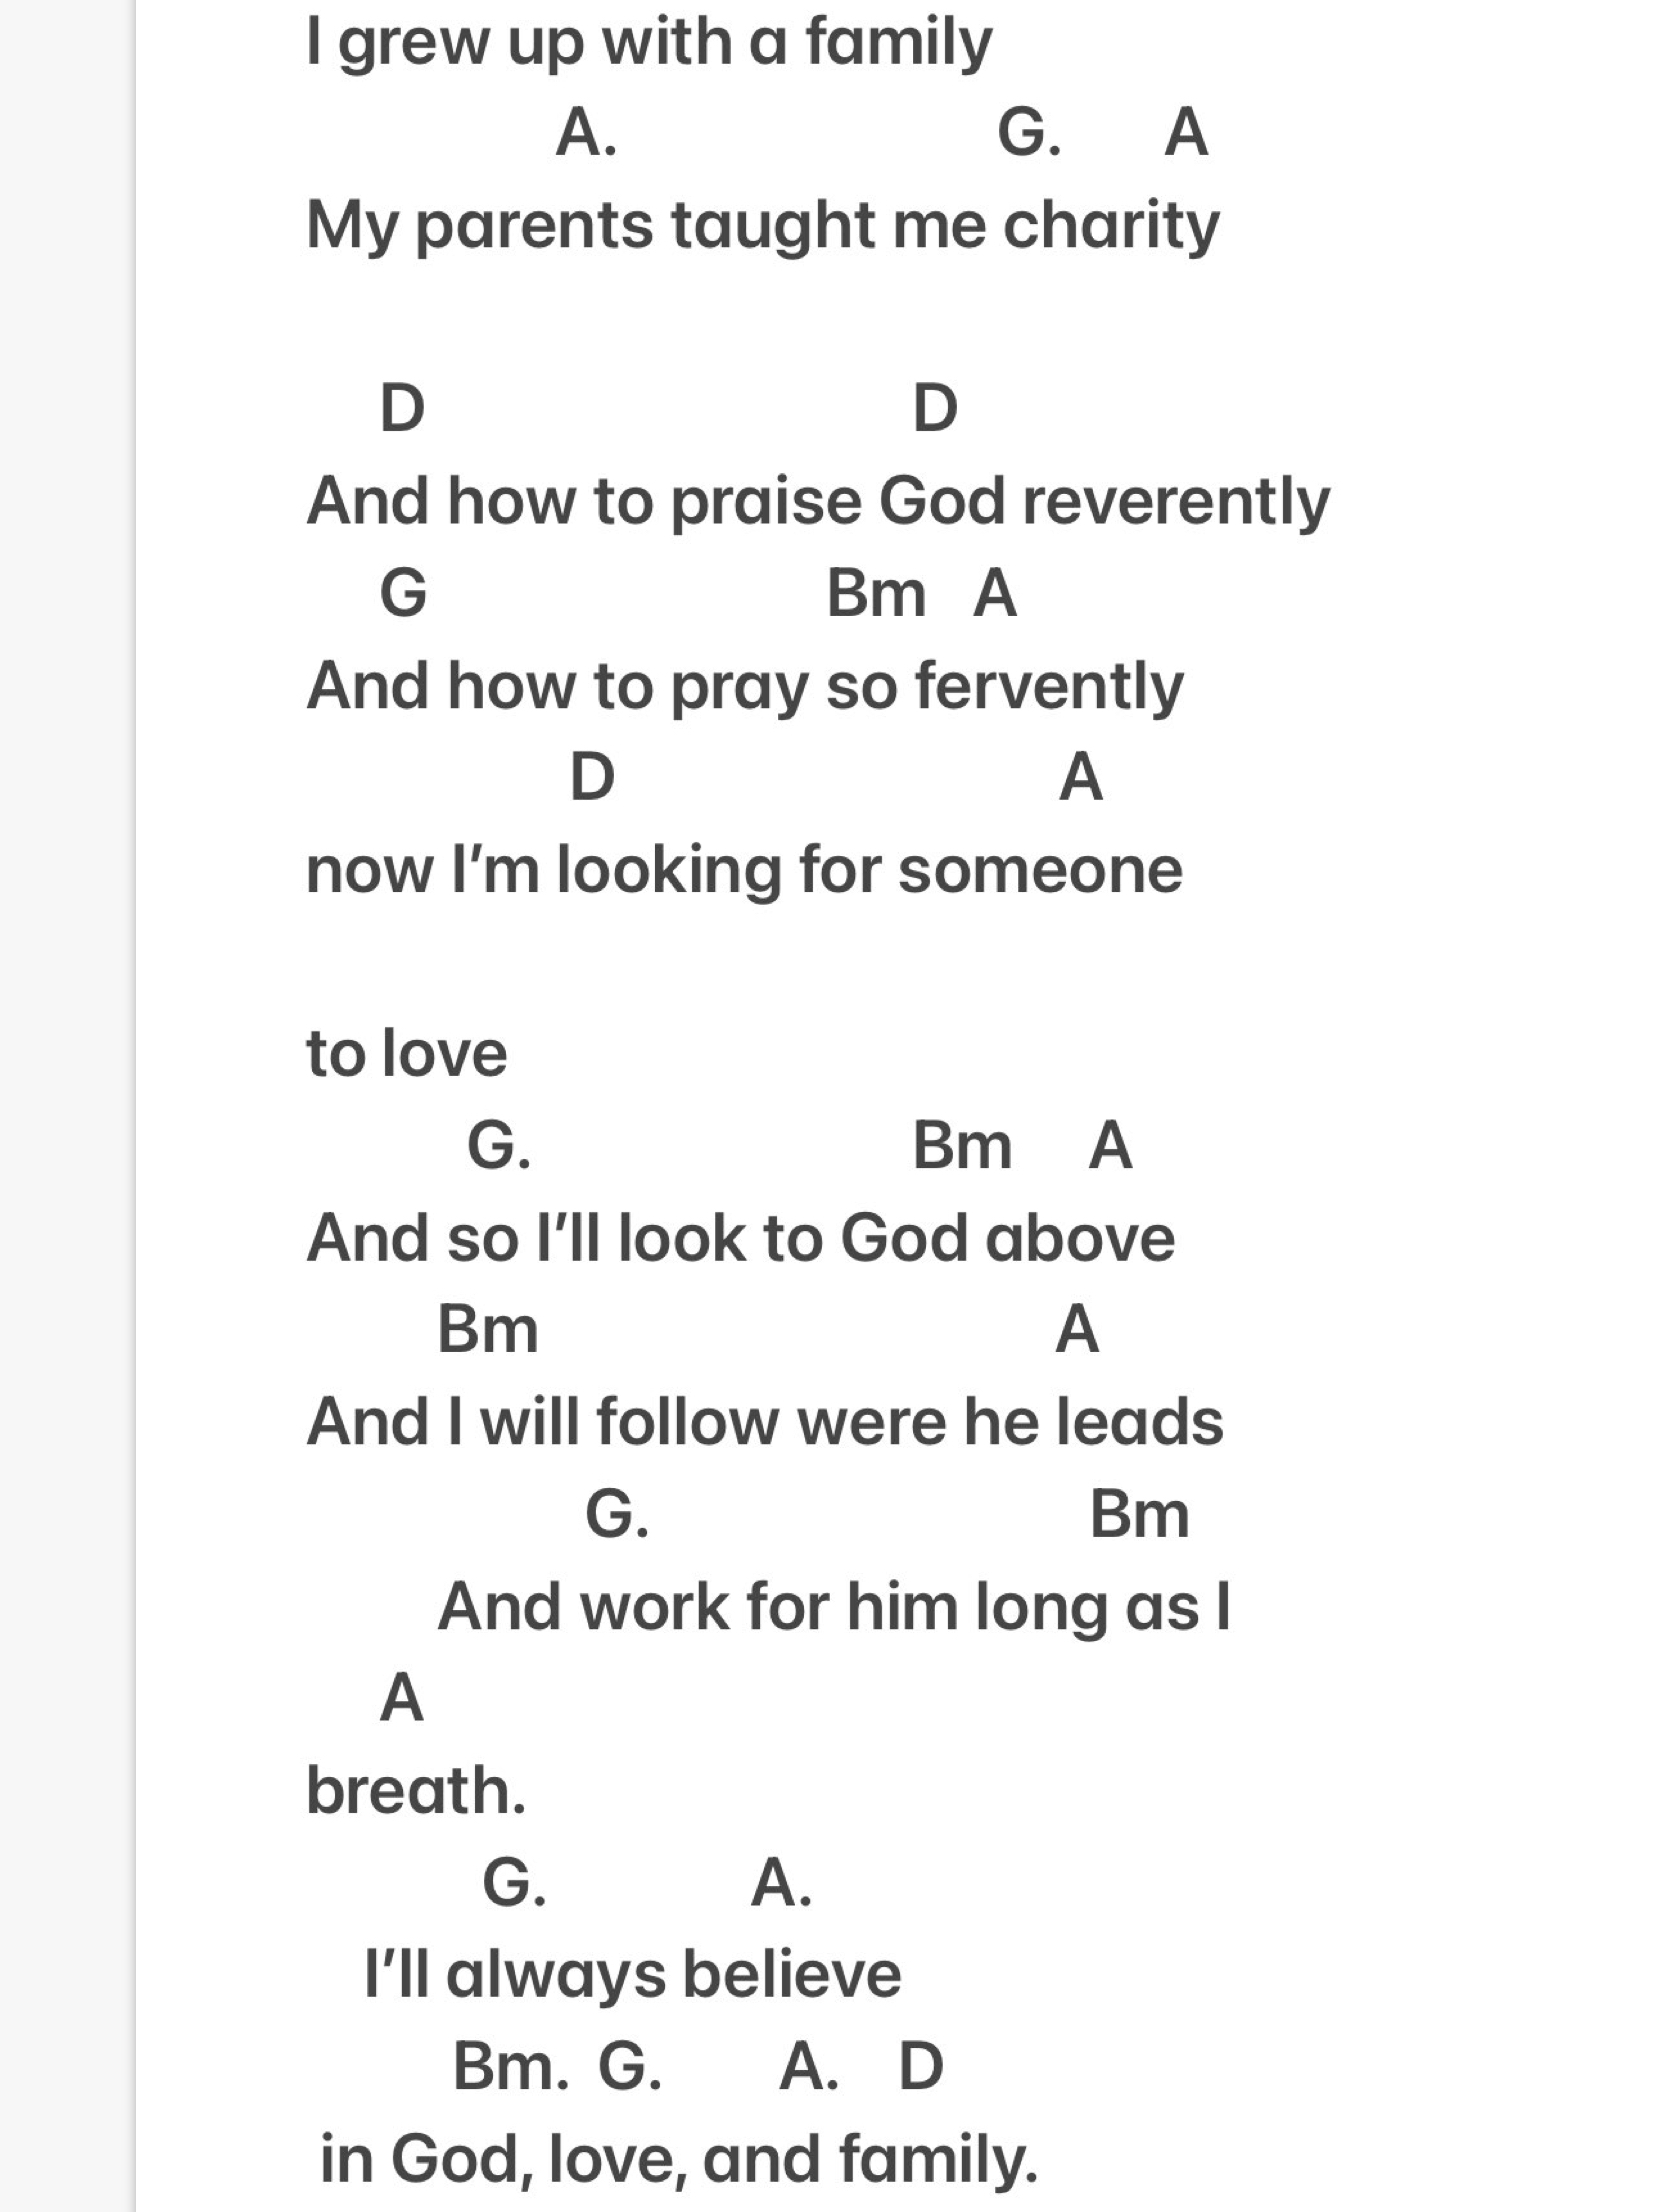 I grew up with a family
A. G. A
My parents taught me charity
D D
And how to praise God reverently
G Bm A
And how to pray so fervently
D A
now I’m looking for someone
to love
G. Bm A
And so I’ll look to God above
Bm A
And I will follow were he leads
G. Bm
And work for him long as I
A
breath.
G. A.
I’ll always believe
Bm. G. A. D
in God, love, and family.